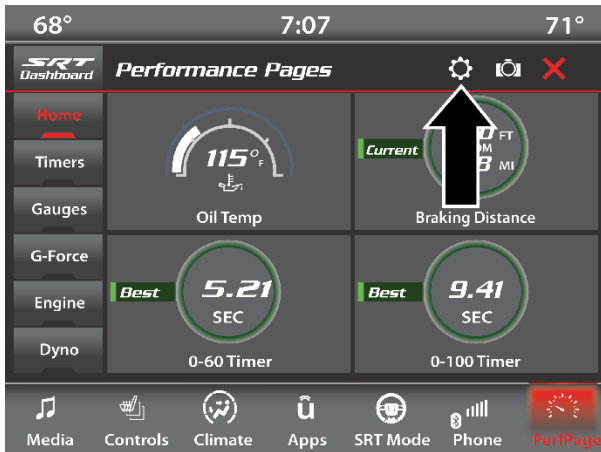 68°
7:07
71°
SRT
Dashboard
Performance Pages
Home
Timers
Gauges
G-Force
Engine
Dyno
115°F
Oil Temp
Current
FT
MI
Braking Distance
Best
5.21
SEC
0-60 Timer
Best
9.41
SEC
0-100 Timer
Media
Controls
Climate
û
Apps
SRT Mode
Phone
PerfPage